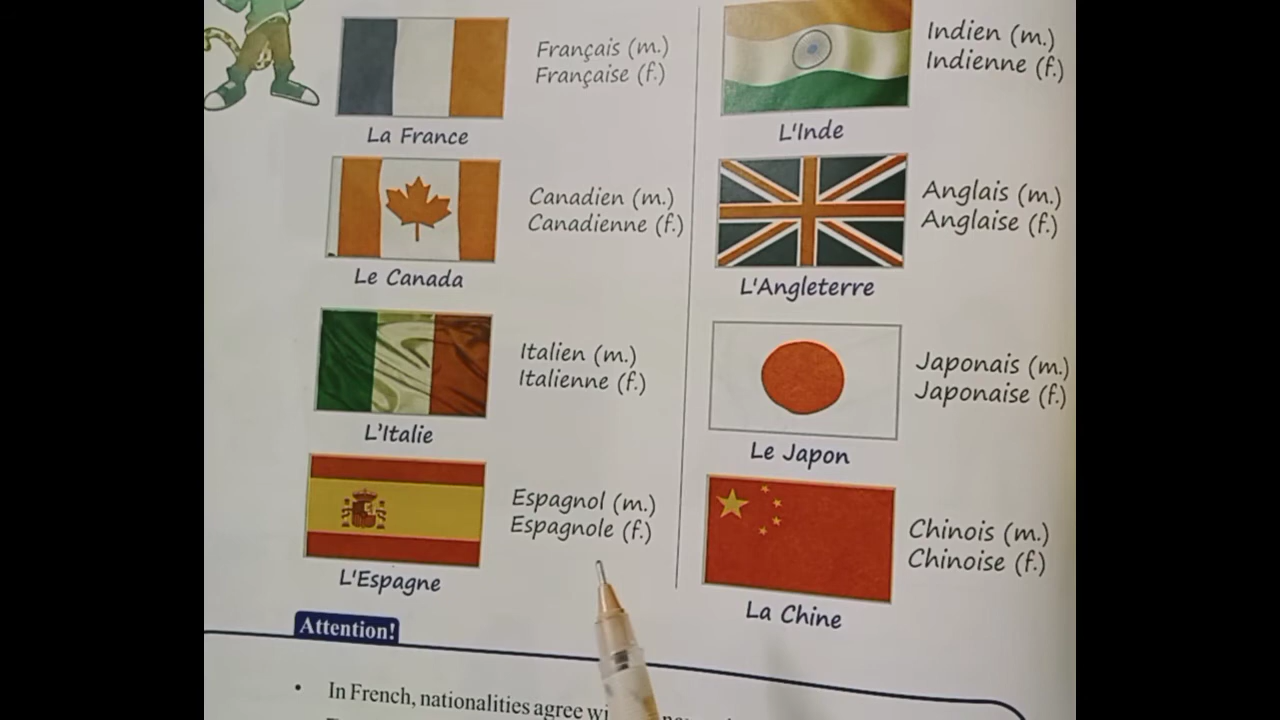 Français (m.)
Française (f.)
La France
Canadien (m.)
Canadienne (f.)
Le Canada
Italien (m.)
Italienne (f.)
L'Italie
Espagnol (m.)
Espagnole (f.)
L'Espagne
Indien (m.)
Indienne (f.)
L'Inde
Anglais (m.)
Anglaise (f.)
L'Angleterre
Japonais (m.)
Japonaise (f.)
Le Japon
Chinois (m.)
Chinoise (f.)
La Chine
Attention!
• In French, nationalities agree